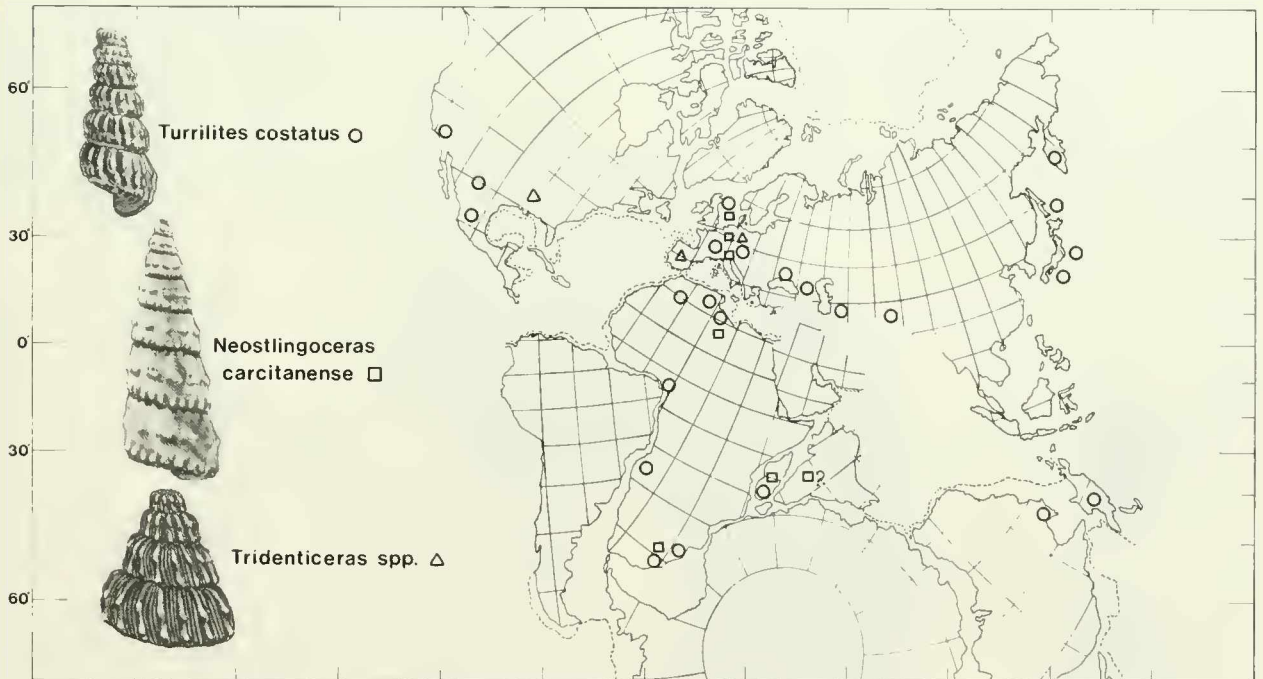 60°
Turrilites costatus ○
30°
0°
Neostlingoceras
carcitanense □
30°
Tridenticeras spp. △
60°
?
?